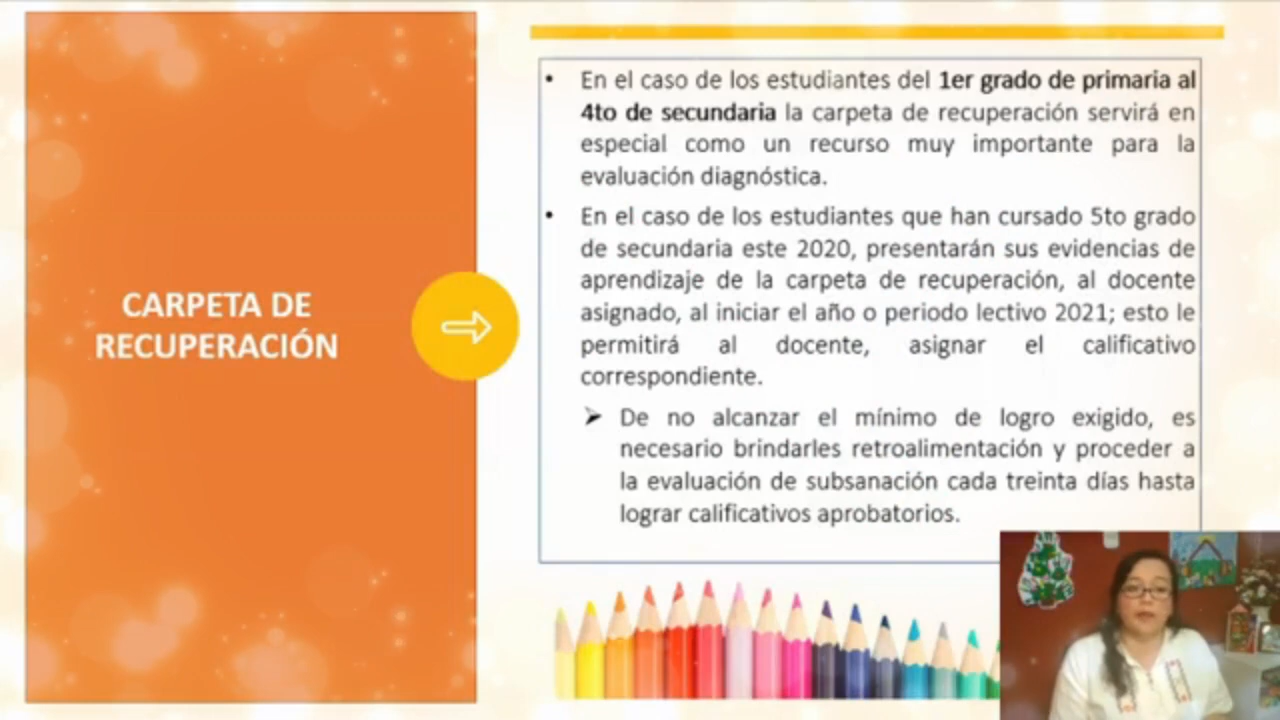 CARPETA DE
RECUPERACIÓN
• En el caso de los estudiantes del 1er grado de primaria al
4to de secundaria la carpeta de recuperación servirá en
especial como un recurso muy importante para la
evaluación diagnóstica.
• En el caso de los estudiantes que han cursado 5to grado
de secundaria este 2020, presentarán sus evidencias de
aprendizaje de la carpeta de recuperación, al docente
asignado, al iniciar el año o periodo lectivo 2021; esto le
permitirá al docente, asignar el calificativo
correspondiente.
➢ De no alcanzar el mínimo de logro exigido, es
necesario brindarles retroalimentación y proceder a
la evaluación de subsanación cada treinta días hasta
lograr calificativos aprobatorios.